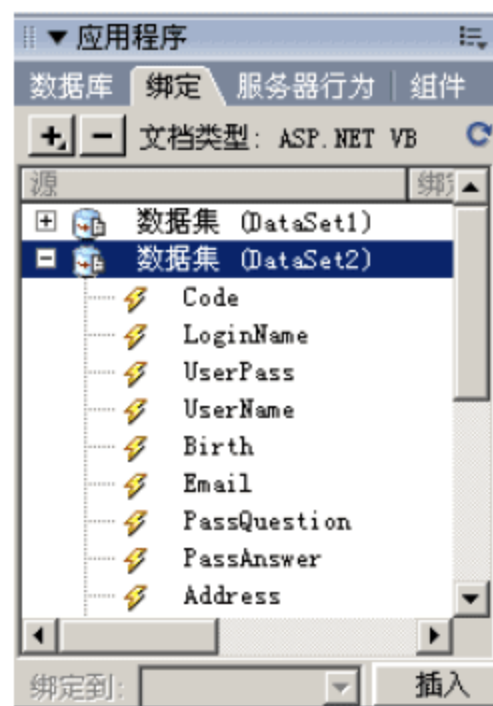 应用程序
数据库 绑定 服务器行为 组件
文档类型: ASP.NET VB
源 绑
数据集 (DataSet1)
数据集 (DataSet2)
Code
LoginName
UserPass
UserName
Birth
Email
PassQuestion
PassAnswer
Address
绑定到: 插入